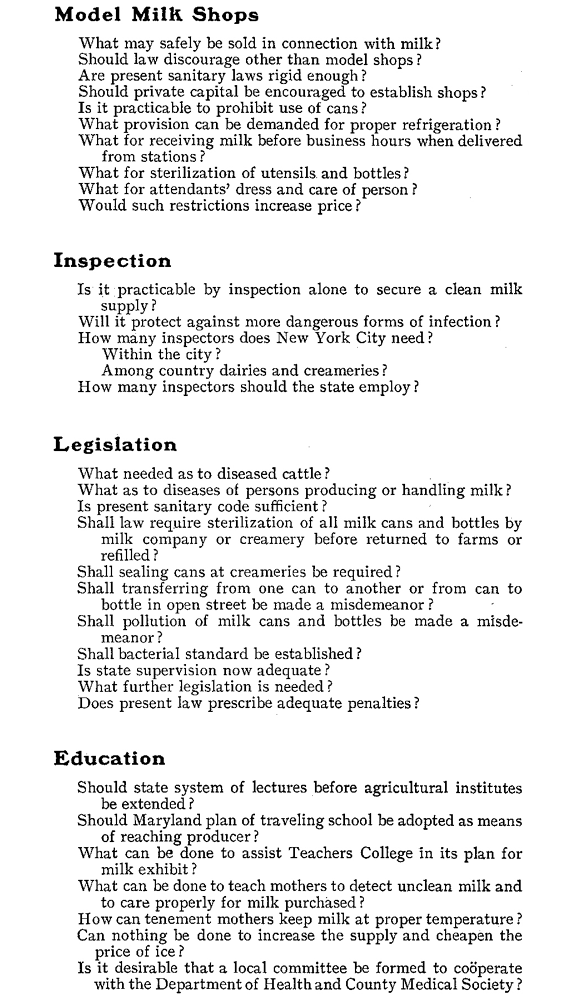 Model Milk Shops
What may safely be sold in connection with milk?
Should law discourage other than model shops?
Are present sanitary laws rigid enough?
Should private capital be encouraged to establish shops?
Is it practicable to prohibit use of cans?
What provision can be demanded for proper refrigeration?
What for receiving milk before business hours when delivered
from stations?
What for sterilization of utensils and bottles?
What for attendants' dress and care of person?
Would such restrictions increase price?
Inspection
Is it practicable by inspection alone to secure a clean milk
supply?
Will it protect against more dangerous forms of infection?
How many inspectors does New York City need?
Within the city?
Among country dairies and creameries?
How many inspectors should the state employ?
Legislation
What needed as to diseased cattle?
What as to diseases of persons producing or handling milk?
Is present sanitary code sufficient?
Shall law require sterilization of all milk cans and bottles by
milk company or creamery before returned to farms or
refilled?
Shall sealing cans at creameries be required?
Shall transferring from one can to another or from can to
bottle in open street be made a misdemeanor?
Shall pollution of milk cans and bottles be made a misde-
meanor?
Shall bacterial standard be established?
Is state supervision now adequate?
What further legislation is needed?
Does present law prescribe adequate penalties?
Education
Should state system of lectures before agricultural institutes
be extended?
Should Maryland plan of traveling school be adopted as means
of reaching producer?
What can be done to assist Teachers College in its plan for
milk exhibit?
What can be done to teach mothers to detect unclean milk and
to care properly for milk purchased?
How can tenement mothers keep milk at proper temperature?
Can nothing be done to increase the supply and cheapen the
price of ice?
Is it desirable that a local committee be formed to coöperate
with the Department of Health and County Medical Society?